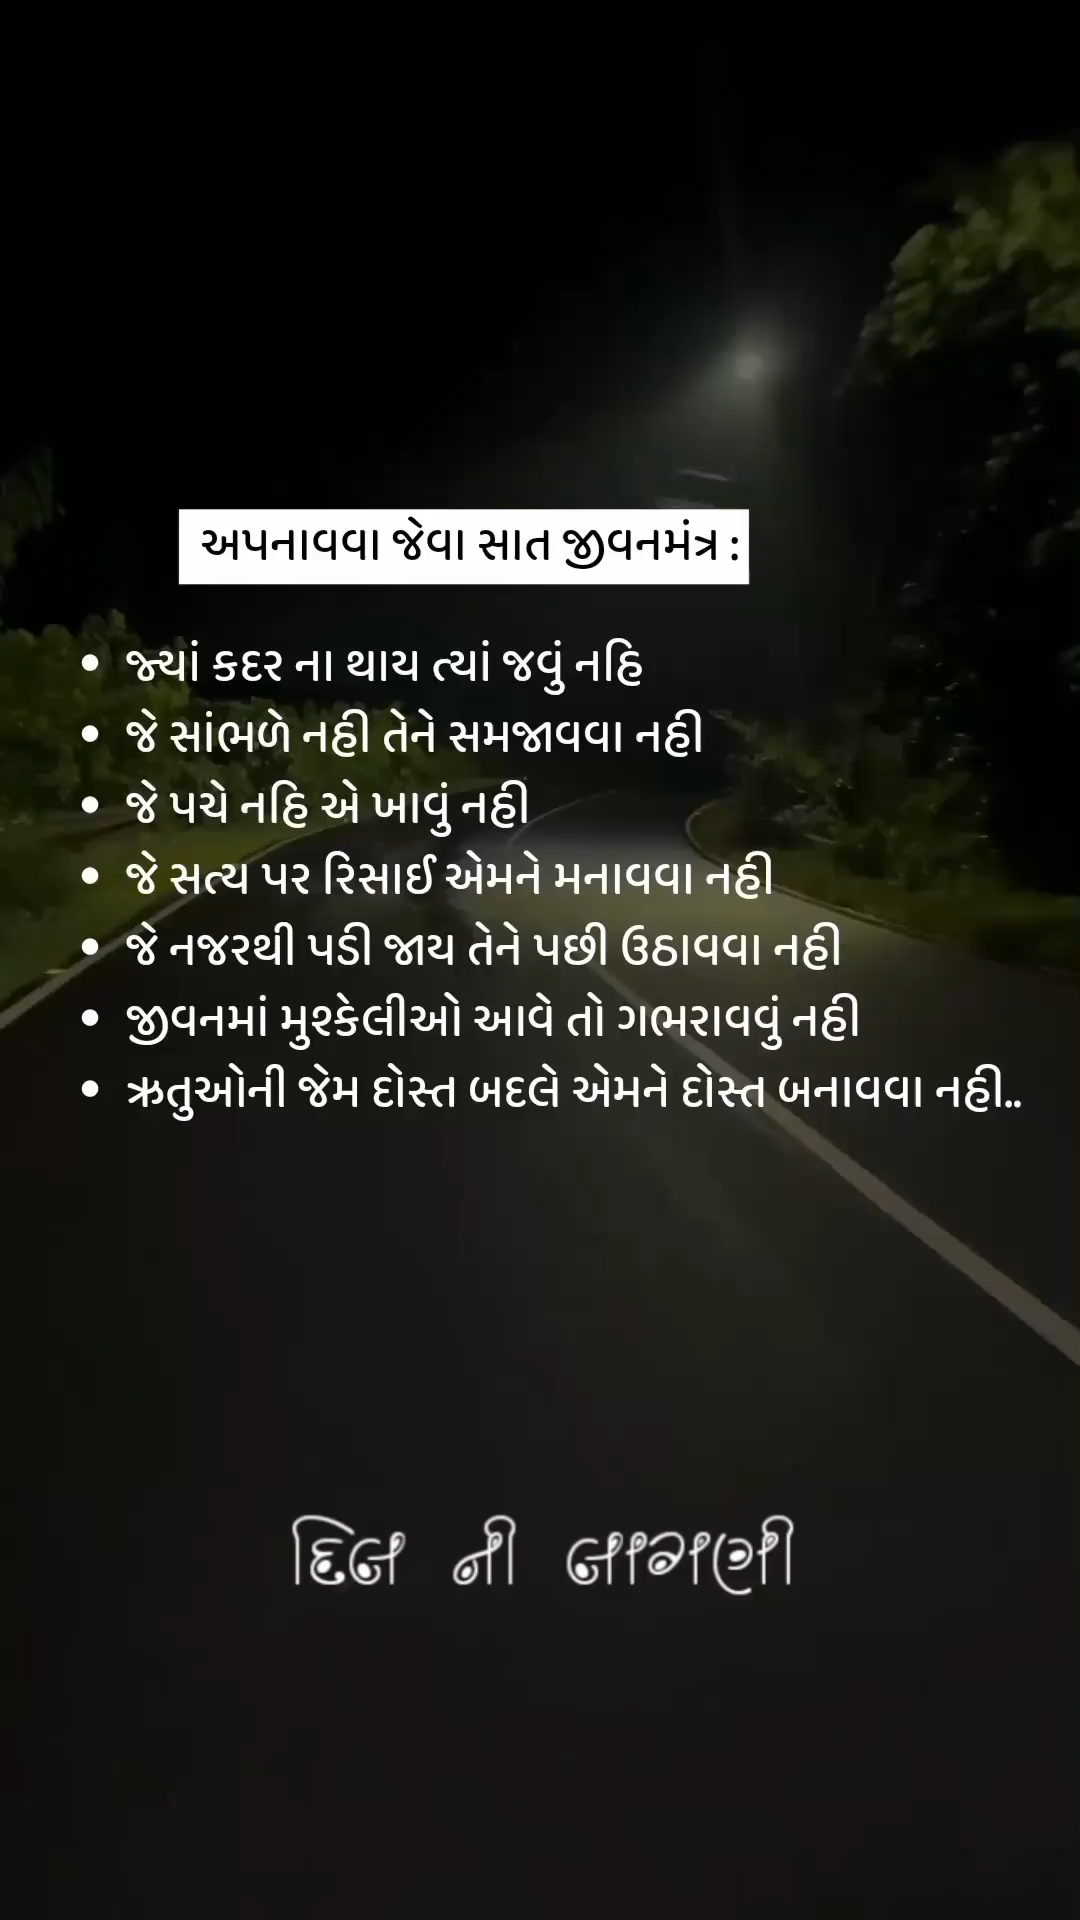 અપનાવવા જેવા સાત જીવનમંત્ર :
• જ્યાં કદર ના થાય ત્યાં જવું નહિ
• જે સાંભળે નહી તેને સમજાવવા નહી
• જે પચે નહિ એ ખાવું નહી
• જે સત્ય પર રિસાઈ એમને મનાવવા નહી
• જે નજરથી પડી જાય તેને પછી ઉઠાવવા નહી
• જીવનમાં મુશ્કેલીઓ આવે તો ગભરાવવું નહી
• ઋતુઓની જેમ દોસ્ત બદલે એમને દોસ્ત બનાવવા નહી..
દિલ ની લાગણી